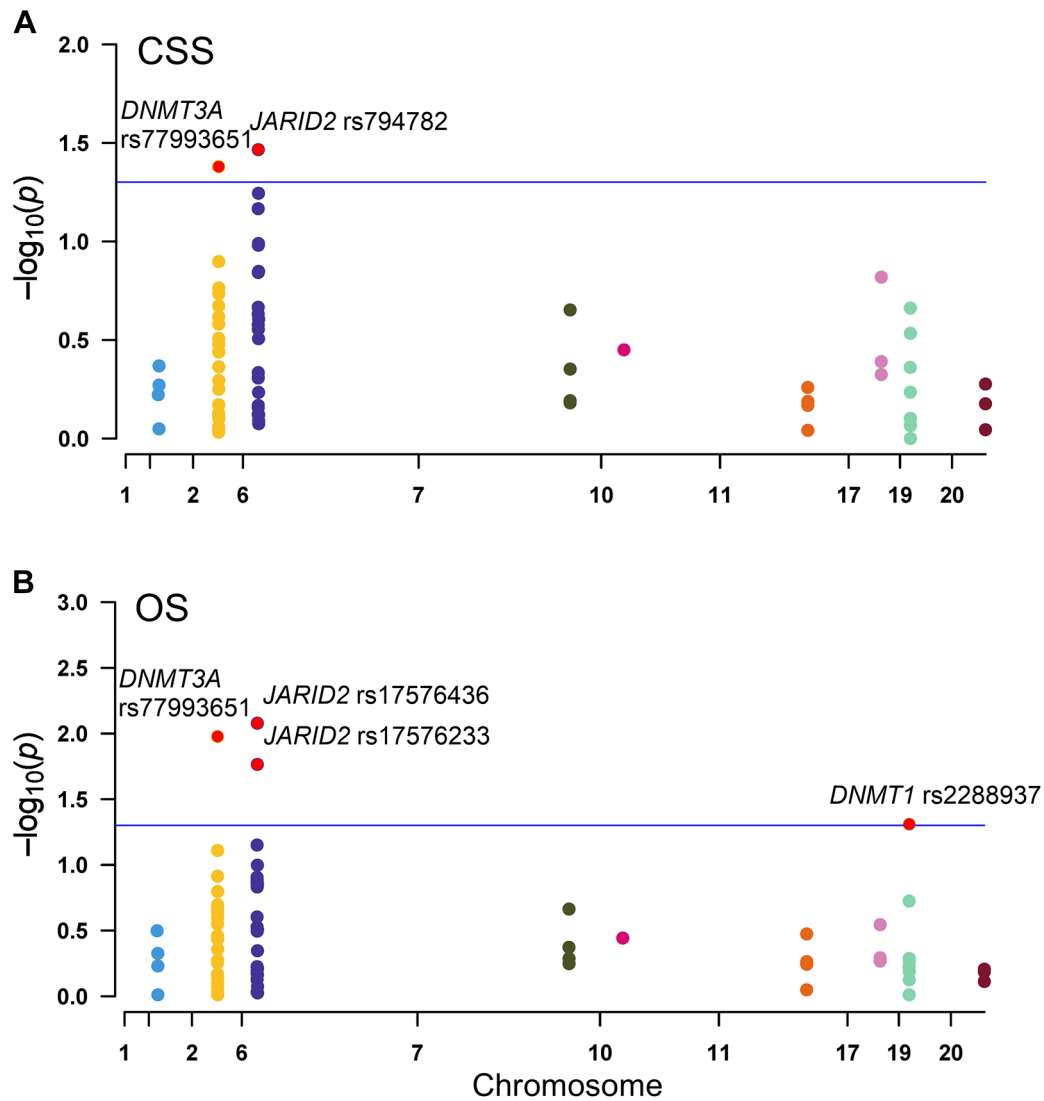 A
CSS
2.0
DNMT3A
rs77993651
JARID2 rs794782
1.5
1.0
0.5
0.0
–log10(p)
1 2 6 7 10 11 17 19 20
B
OS
3.0
DNMT3A
rs77993651
JARID2 rs17576436
JARID2 rs17576233
DNMT1 rs2288937
2.5
2.0
1.5
1.0
0.5
0.0
–log10(p)
1 2 6 7 10 11 17 19 20
Chromosome